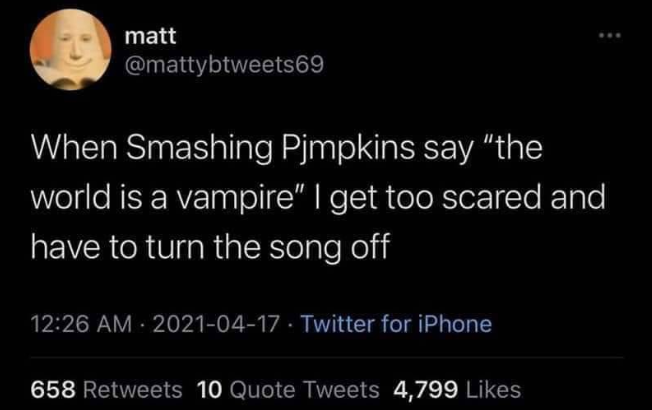 matt
@mattybtweets69
When Smashing Pjmpkins say "the
world is a vampire" I get too scared and
have to turn the song off
12:26 AM · 2021-04-17 · Twitter for iPhone
658 Retweets 10 Quote Tweets 4,799 Likes